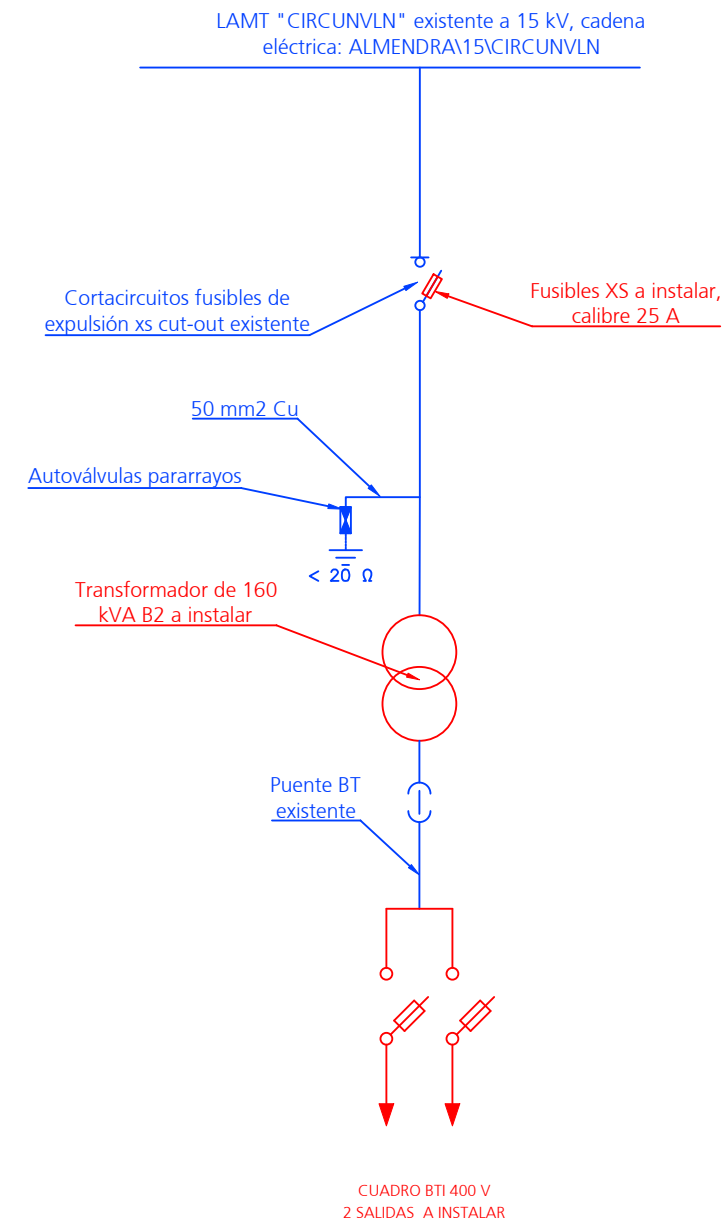 LAMT "CIRCUNVLN" existente a 15 kV, cadena
eléctrica: ALMENDRA\15\CIRCUNVLN
Cortacircuitos fusibles de
expulsión xs cut-out existente
Fusibles XS a instalar,
calibre 25 A
50 mm2 Cu
Autoválvulas pararrayos
< 20 Ω
Transformador de 160
kVA B2 a instalar
Puente BT
existente
CUADRO BTI 400 V
2 SALIDAS A INSTALAR